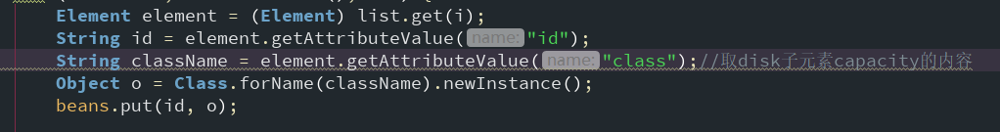 Element element = (Element) list.get(i);
String id = element.getAttributeValue( name: "id");
String className = element.getAttributeValue( name: "class");//取disk子元素capacity的内容
Object o = Class.forName(className).newInstance();
beans.put(id, o);